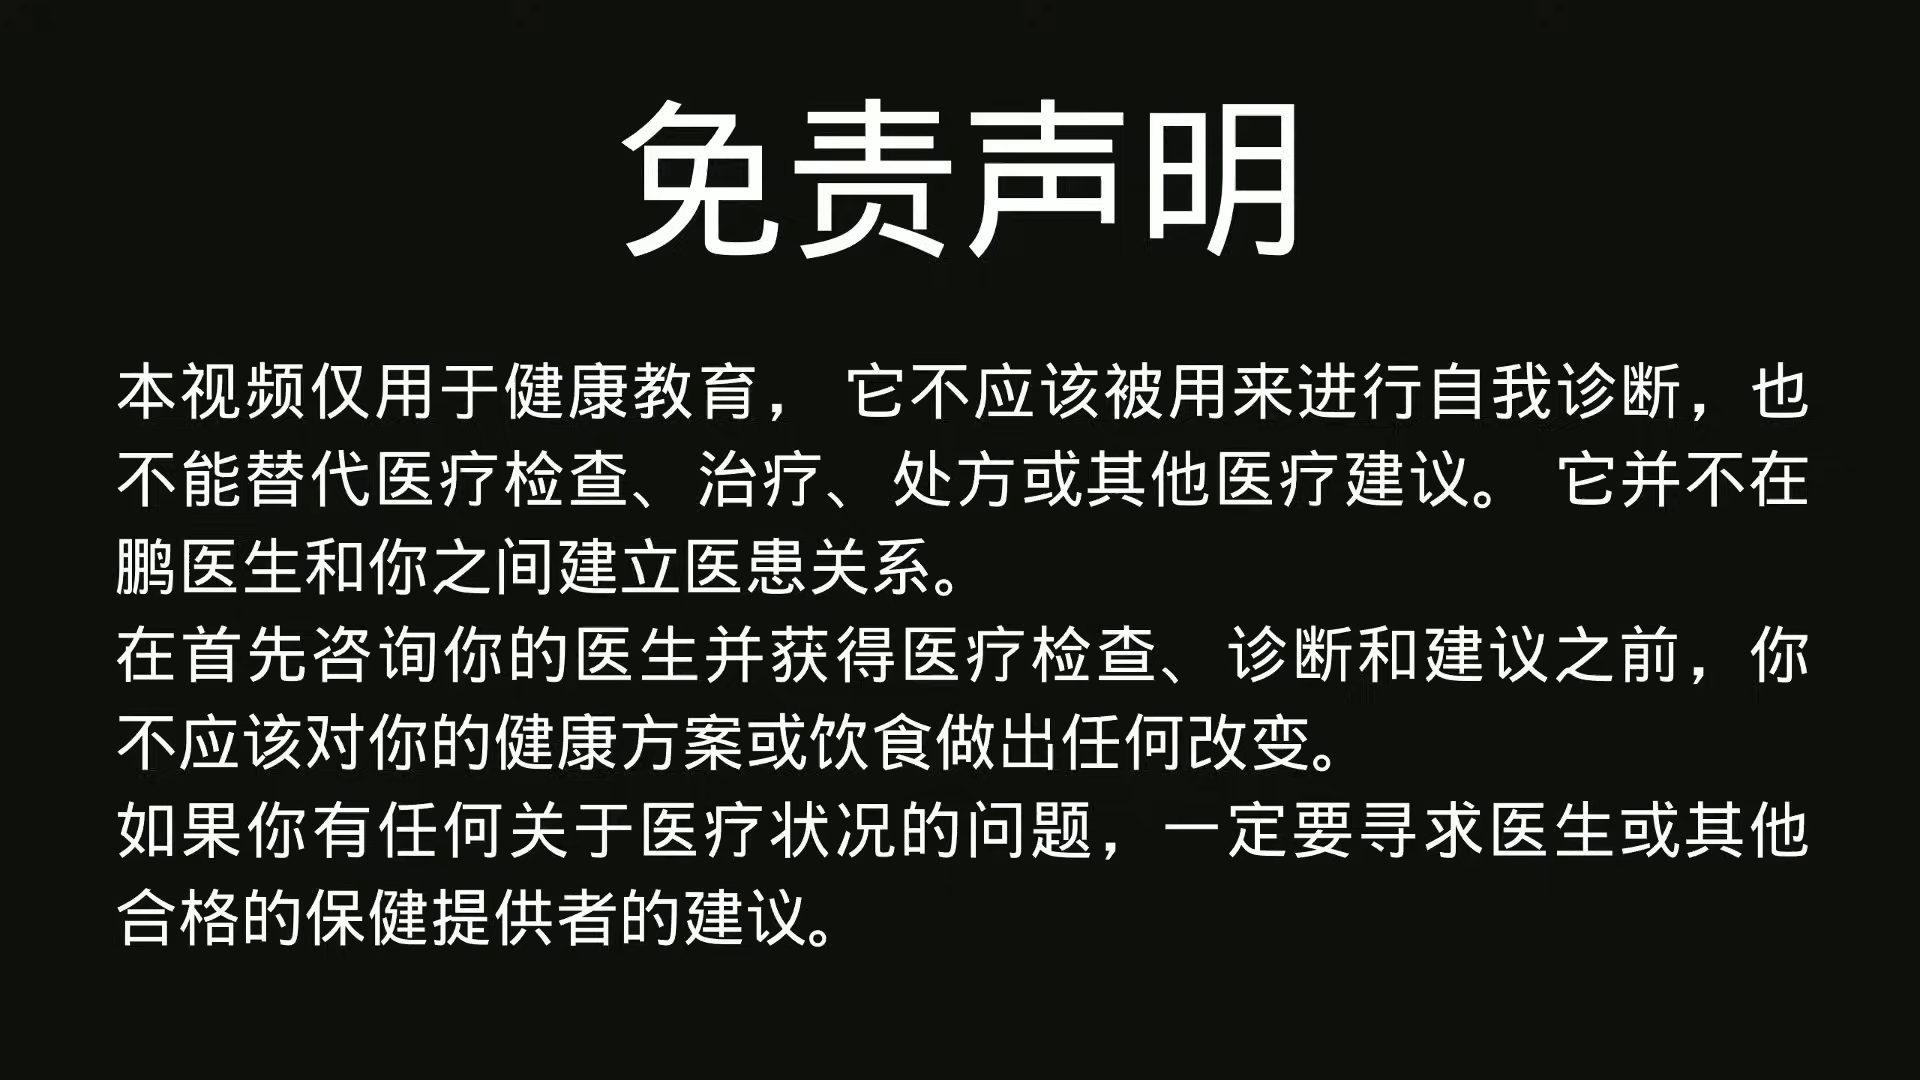 免责声明
本视频仅用于健康教育， 它不应该被用来进行自我诊断，也
不能替代医疗检查、治疗、处方或其他医疗建议。 它并不在
鹏医生和你之间建立医患关系。
在首先咨询你的医生并获得医疗检查、诊断和建议之前，你
不应该对你的健康方案或饮食做出任何改变。
如果你有任何关于医疗状况的问题，一定要寻求医生或其他
合格的保健提供者的建议。